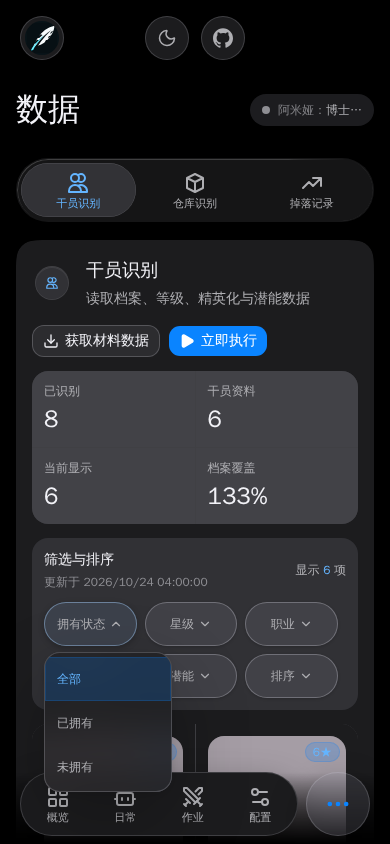 数据
阿米娅：博士…
干员识别
仓库识别
掉落记录
干员识别
读取档案、等级、精英化与潜能数据
获取材料数据
立即执行
已识别
干员资料
8
6
当前显示
档案覆盖
6
133%
筛选与排序
更新于 2026/10/24 04:00:00
显示 6 项
拥有状态
星级
职业
潜能
排序
全部
已拥有
未拥有
6★
概览
日常
作业
配置